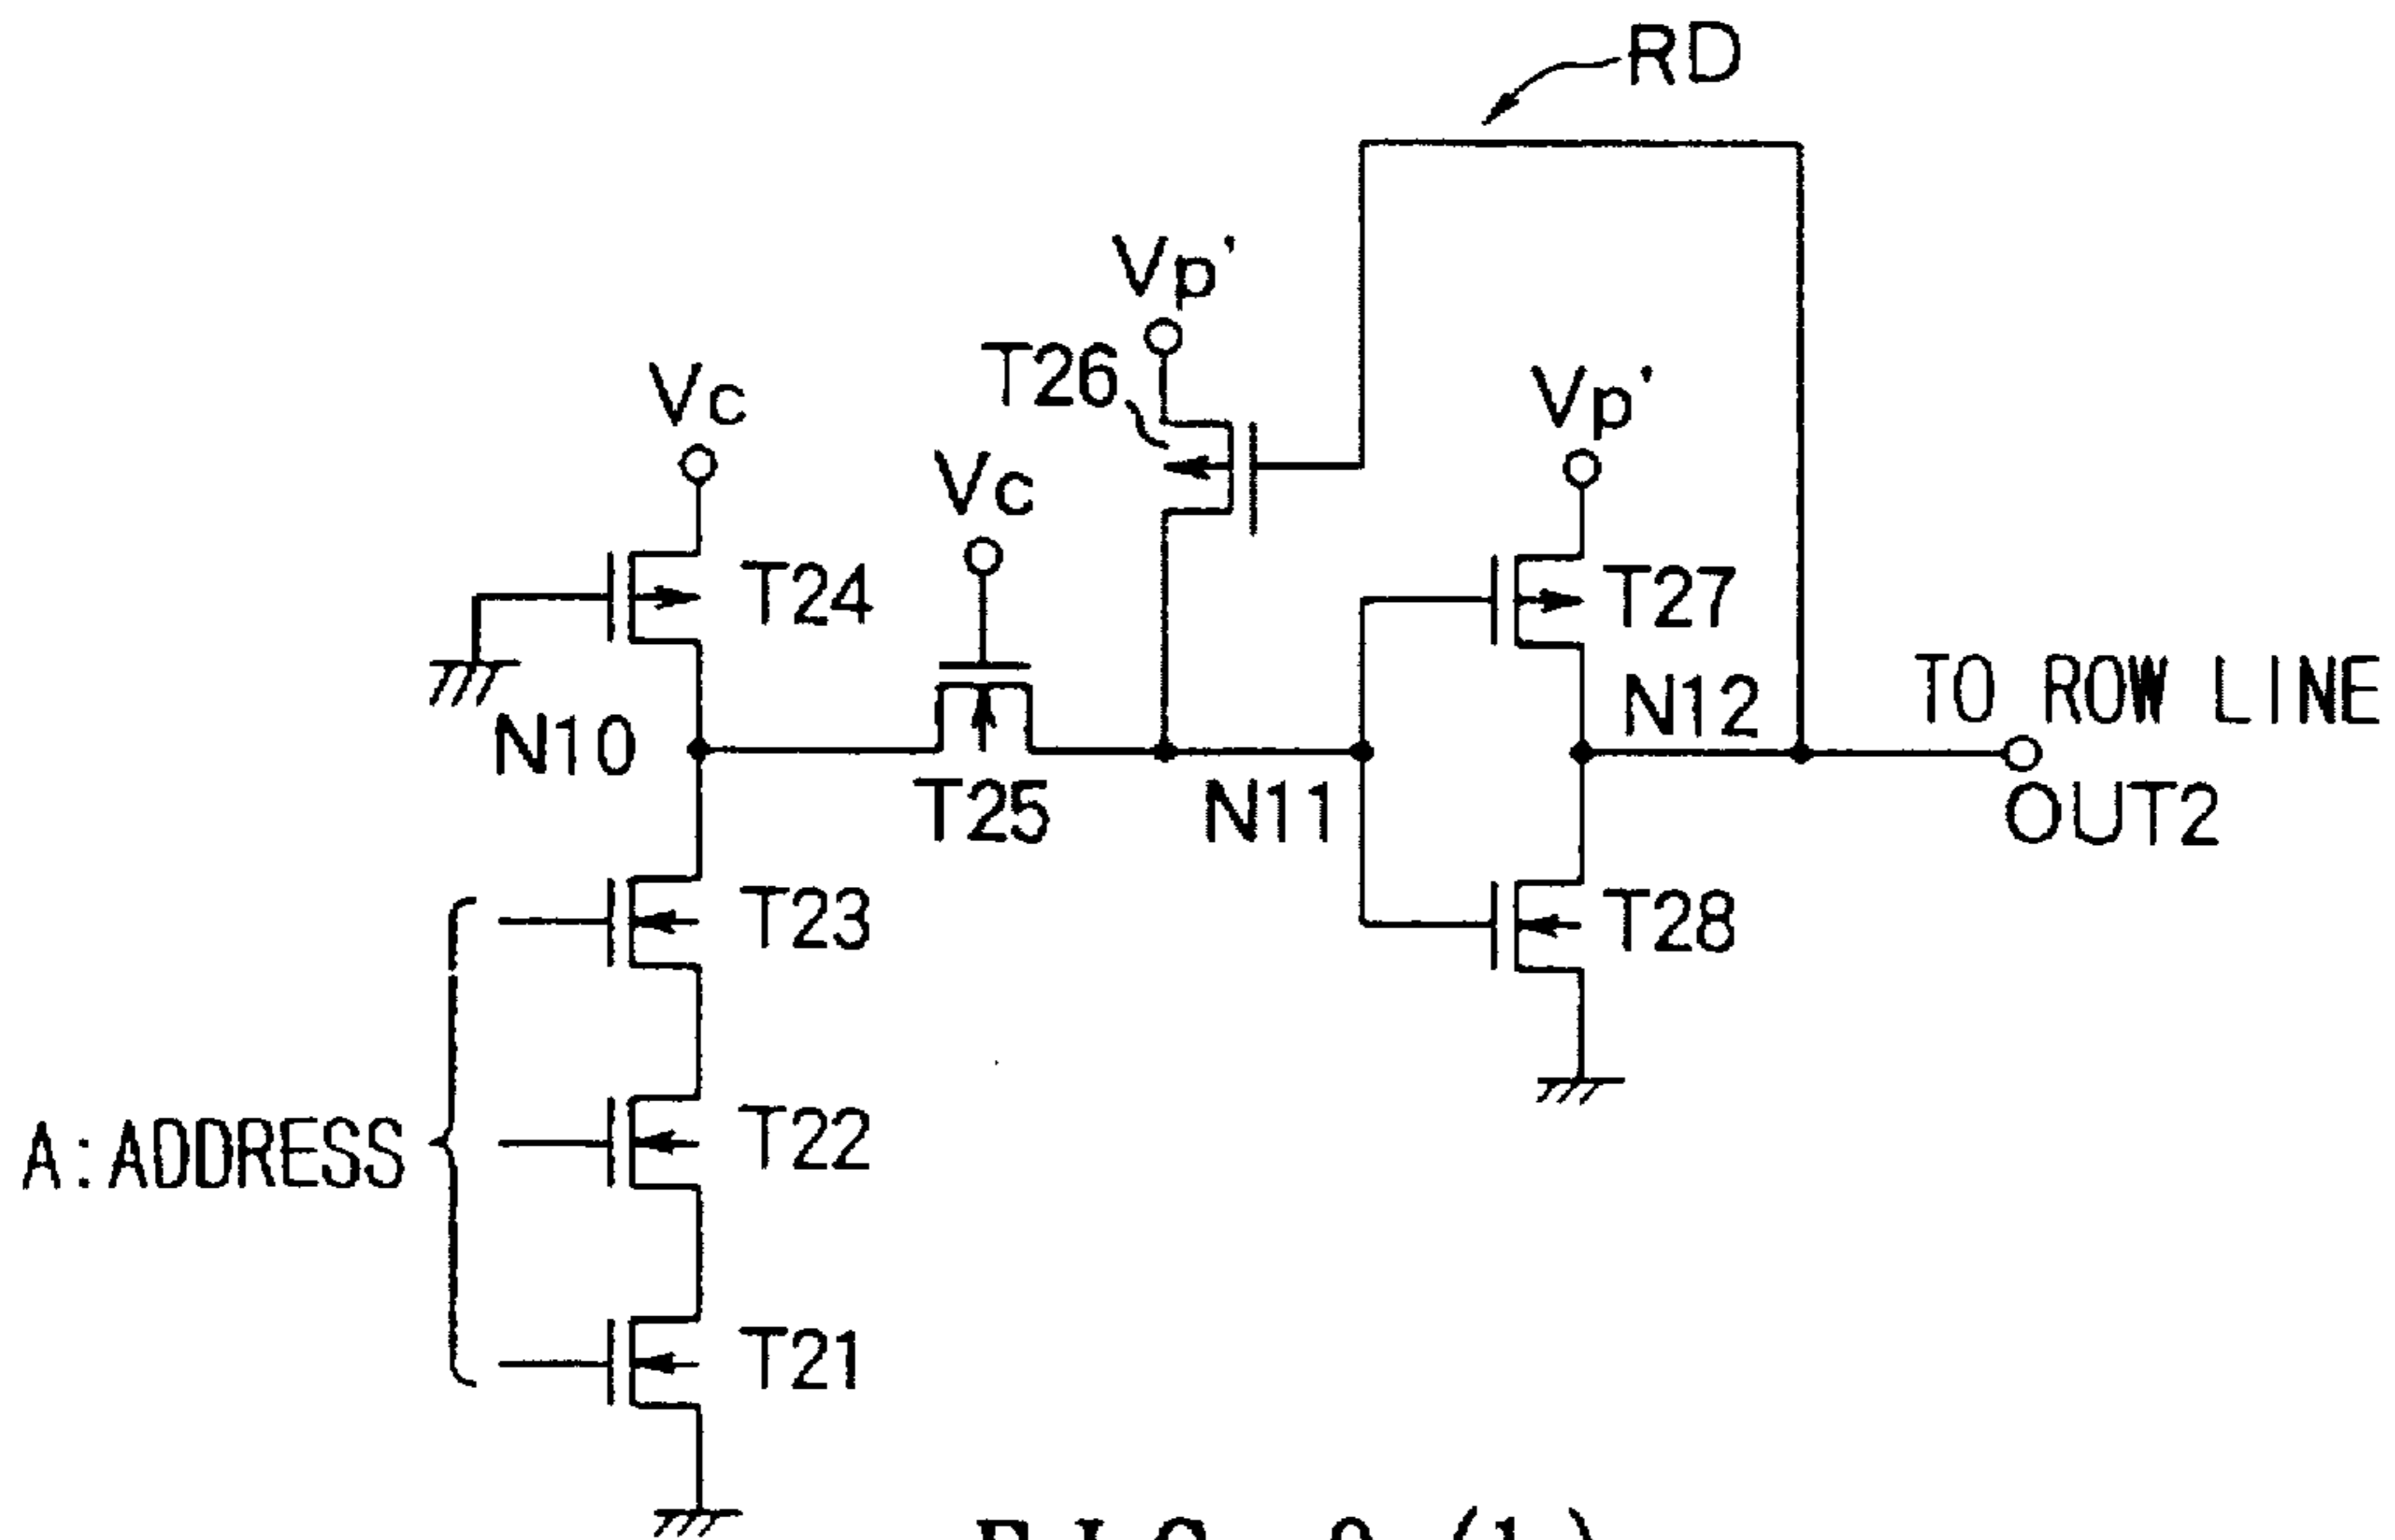 RD
Vp'
T26
Vc
Vp'
Vc
T24
T27
N10
T25
N11
N12
TO ROW LINE
OUT2
T23
T28
A:ADDRESS
T22
T21